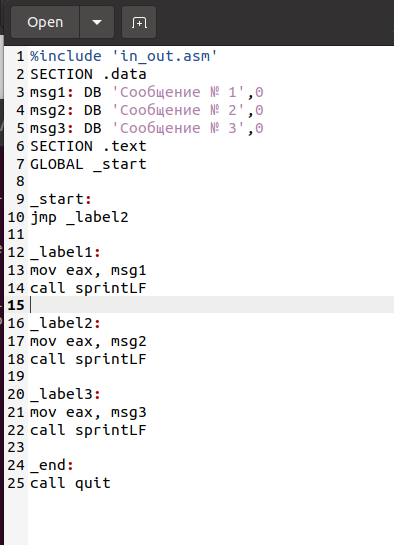 Open
1 %include 'in_out.asm'
2 SECTION .data
3 msg1: DB 'Сообщение № 1',0
4 msg2: DB 'Сообщение № 2',0
5 msg3: DB 'Сообщение № 3',0
6 SECTION .text
7 GLOBAL _start
8
9 _start:
10 jmp _label2
11
12 _label1:
13 mov eax, msg1
14 call sprintLF
15
16 _label2:
17 mov eax, msg2
18 call sprintLF
19
20 _label3:
21 mov eax, msg3
22 call sprintLF
23
24 _end:
25 call quit